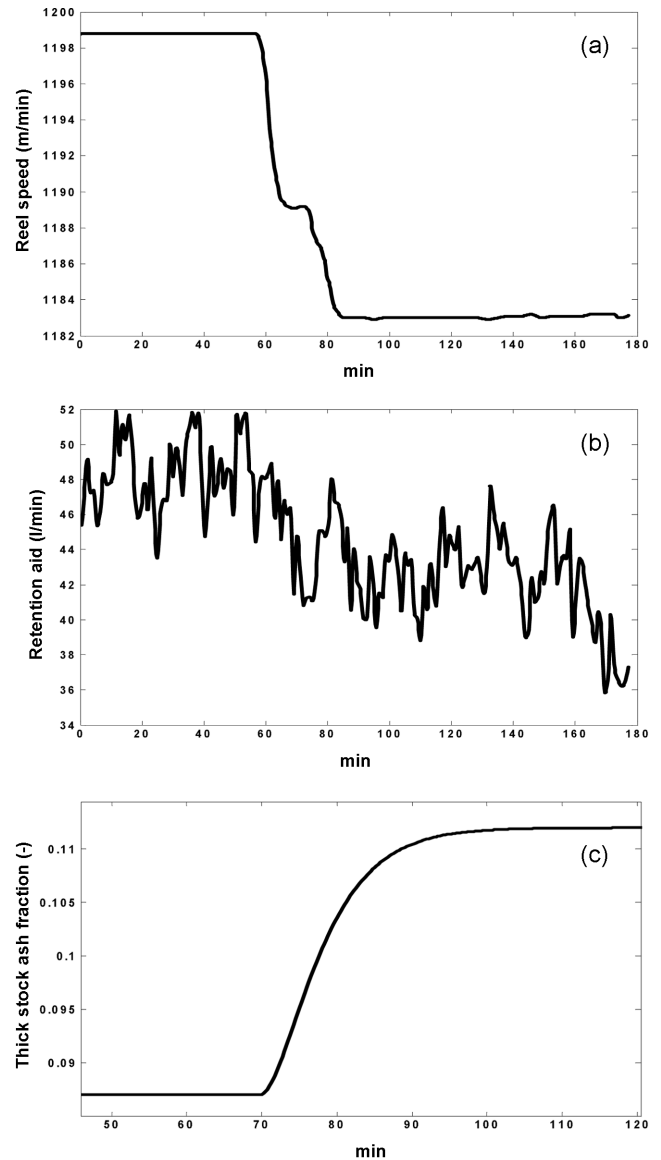 1200
(a)
1198
1196
1194
1192
1190
1188
1186
1184
1182
Reel speed (m/min)
0 20 40 60 80 100 120 140 160 180
min
52
(b)
50
48
46
44
42
40
38
36
34
Retention aid (l/min)
0 20 40 60 80 100 120 140 160 180
min
0.11
(c)
0.105
0.1
0.095
0.09
Thick stock ash fraction (-)
50 60 70 80 90 100 110 120
min